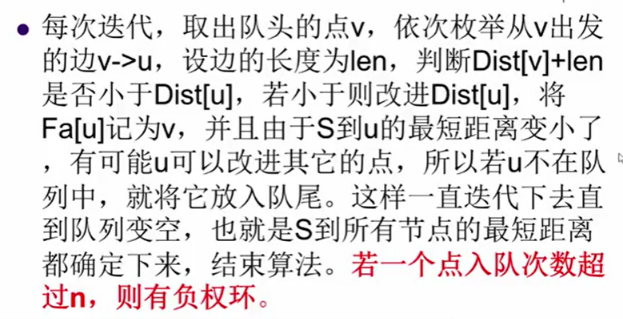 ● 每次迭代，取出队头的点v，依次枚举从v出发
的边v->u，设边的长度为len，判断Dist[v]+len
是否小于Dist[u]，若小于则改进Dist[u]，将
Fa[u]记为v，并且由于S到u的最短距离变小了
，有可能u可以改进其它的点，所以若u不在队
列中，就将它放入队尾。这样一直迭代下去直
到队列变空，也就是S到所有节点的最短距离
都确定下来，结束算法。若一个点入队次数超
过n，则有负权环。